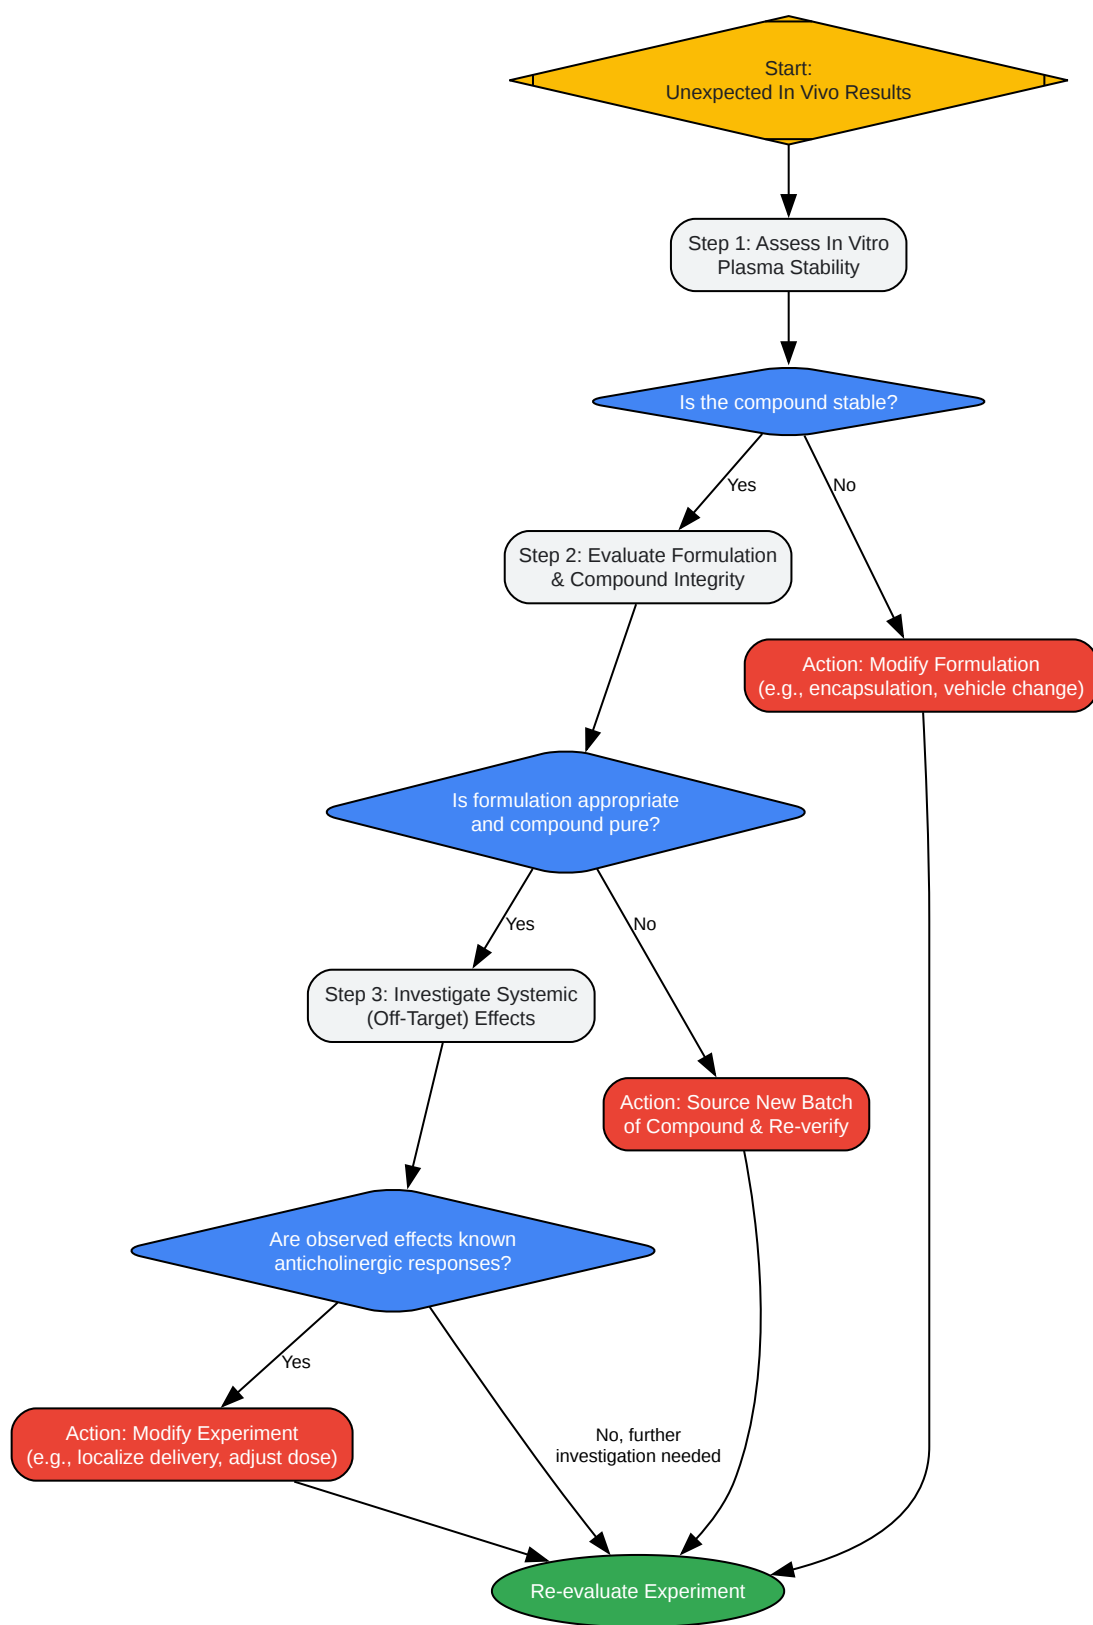 Start:
Unexpected In Vivo Results
Step 1: Assess In Vitro
Plasma Stability
Is the compound stable?
Yes
No
Step 2: Evaluate Formulation
& Compound Integrity
Action: Modify Formulation
(e.g., encapsulation, vehicle change)
Is formulation appropriate
and compound pure?
Yes
No
Step 3: Investigate Systemic
(Off-Target) Effects
Action: Source New Batch
of Compound & Re-verify
Are observed effects known
anticholinergic responses?
Yes
Action: Modify Experiment
(e.g., localize delivery, adjust dose)
No, further
investigation needed
Re-evaluate Experiment